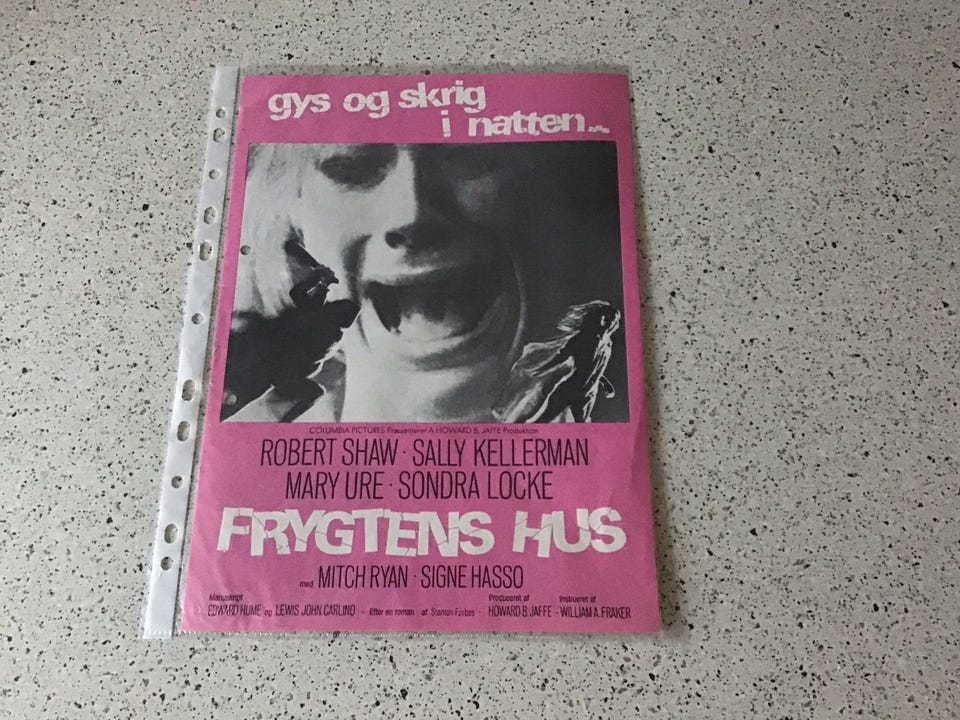 gys og skrig
i natten...
COLUMBIA PICTURES Præsenterer A HOWARD B. JAFFE Produktion
ROBERT SHAW · SALLY KELLERMAN
MARY URE · SONDRA LOCKE
FRYGTENS HUS
med MITCH RYAN · SIGNE HASSO
Manuskript Produceret af Instrueret af
EDWARD HUME og LEWIS JOHN CARLINO · Efter en roman af Stanton Forbes · HOWARD B. JAFFE · WILLIAM A. FRAKER